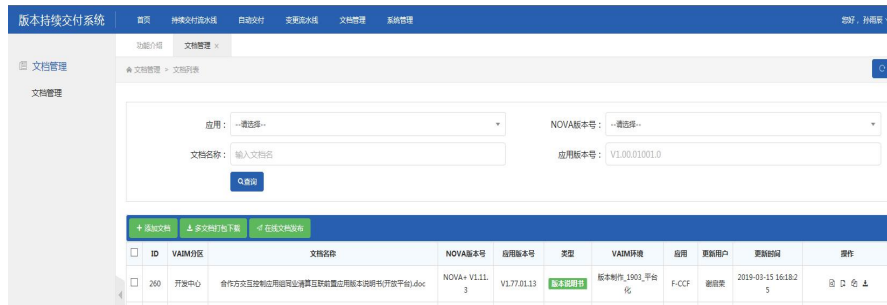 版本持续交付系统 首页 持续交付流水线 自动交付 变更流水线 文档管理 系统管理 您好，孙雨辰
功能介绍 文档管理 ×
文档管理
文档管理 > 文档列表
文档管理
应用： --请选择-- NOVA版本号： --请选择--
文档名称： 输入文档名 应用版本号： V1.00.01001.0
查询
+ 添加文档 多文档打包下载 在线文档发布
ID VAIM分区 文档名称 NOVA版本号 应用版本号 类型 VAIM环境 应用 更新用户 更新时间 操作
260 开发中心 合作方交互控制应用组同业清算互联前置应用版本说明书(开放平台).doc NOVA+ V1.11.3 V1.77.01.13 版本说明书 版本制作_1903_平台化 F-CCF 谢启荣 2019-03-15 16:18:25